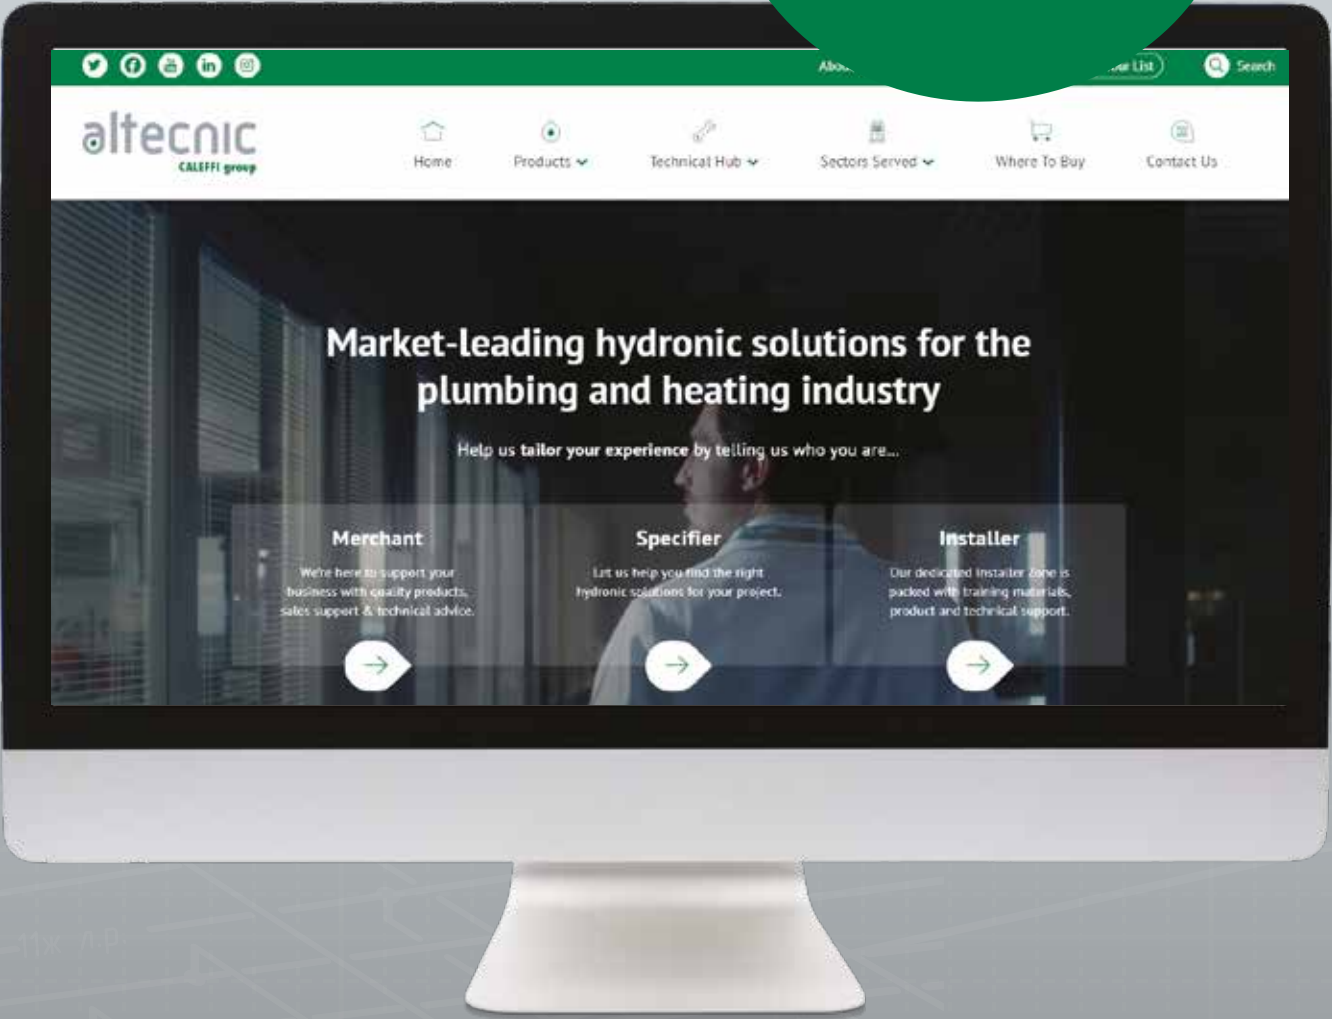 Search
altecnic
CALEFFI group
Home
Products
Technical Hub
Sectors Served
Where To Buy
Contact Us
Market-leading hydronic solutions for the
plumbing and heating industry
Help us tailor your experience by telling us who you are...
Merchant
We're here to support your
business with quality products,
sales support & technical advice.
Specifier
Let us help you find the right
hydronic solutions for your project.
Installer
Our dedicated Installer Zone is
packed with training materials,
product and technical support.